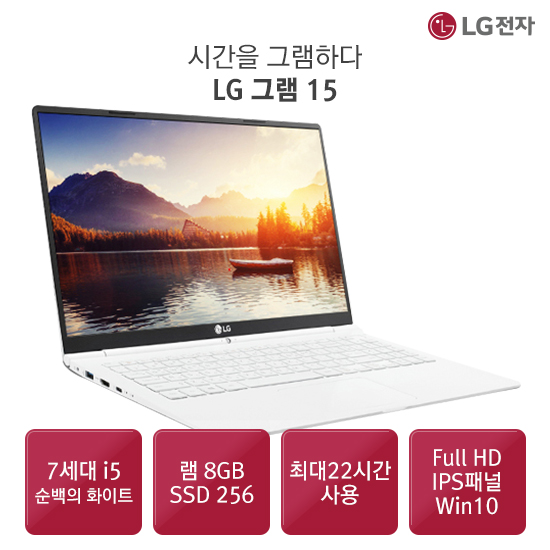 LG전자
시간을 그램하다
LG 그램 15
LG
7세대 i5
순백의 화이트
램 8GB
SSD 256
최대22시간
사용
Full HD
IPS패널
Win10